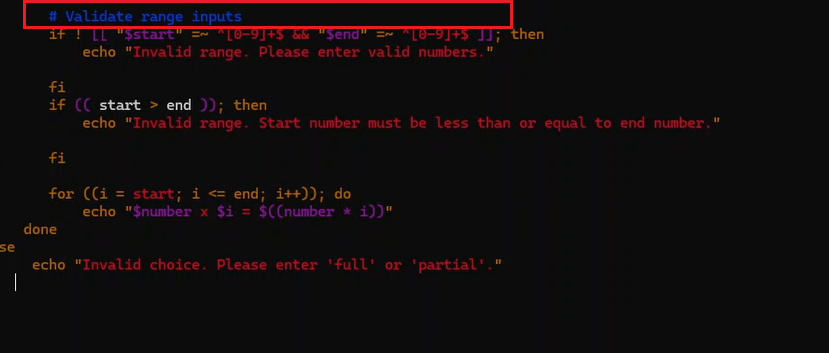 # Validate range inputs
if ! [[ "$start" =~ ^[0-9]+$ && "$end" =~ ^[0-9]+$ ]]; then
echo "Invalid range. Please enter valid numbers."
fi
if (( start > end )); then
echo "Invalid range. Start number must be less than or equal to end number."
fi
for ((i = start; i <= end; i++)); do
echo "$number x $i = $((number * i))"
done
se
echo "Invalid choice. Please enter 'full' or 'partial'."